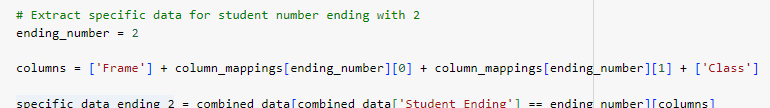 # Extract specific data for student number ending with 2
ending_number = 2
columns = ['Frame'] + column_mappings[ending_number][0] + column_mappings[ending_number][1] + ['Class']
specific_data_ending_2 = combined_data[combined_data['Student Ending'] == ending_number][columns]